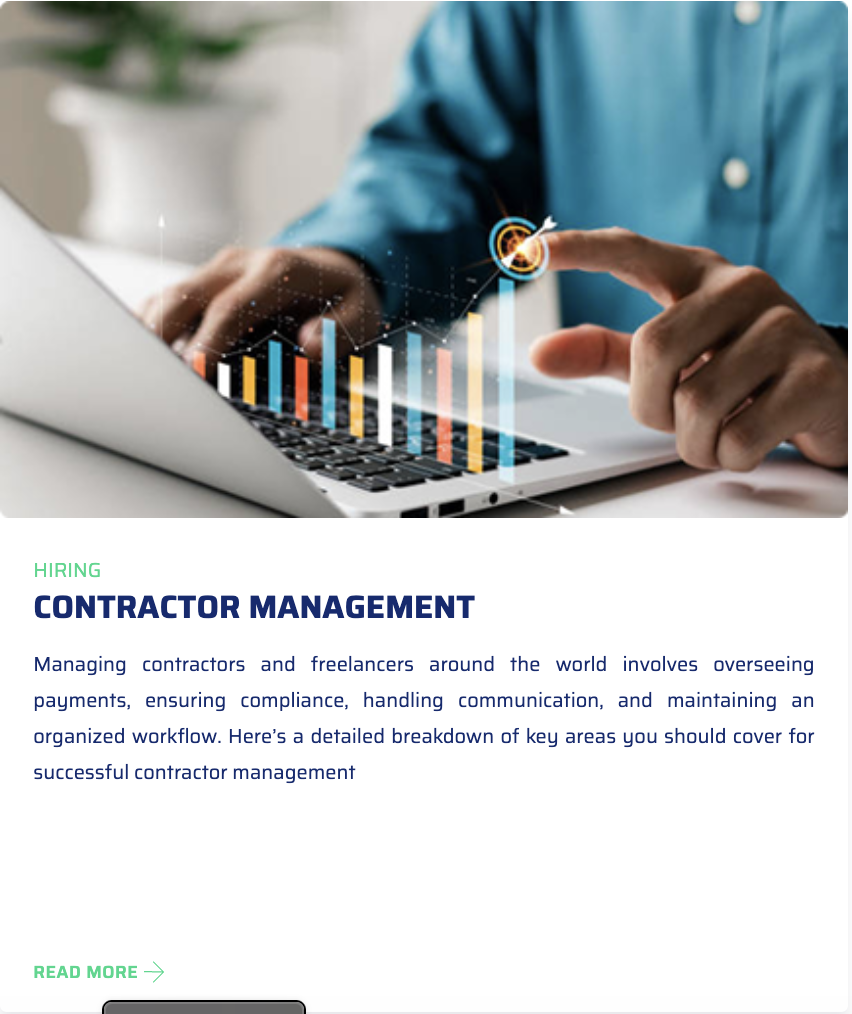 HIRING
CONTRACTOR MANAGEMENT
Managing contractors and freelancers around the world involves overseeing
payments, ensuring compliance, handling communication, and maintaining an
organized workflow. Here’s a detailed breakdown of key areas you should cover for
successful contractor management
READ MORE